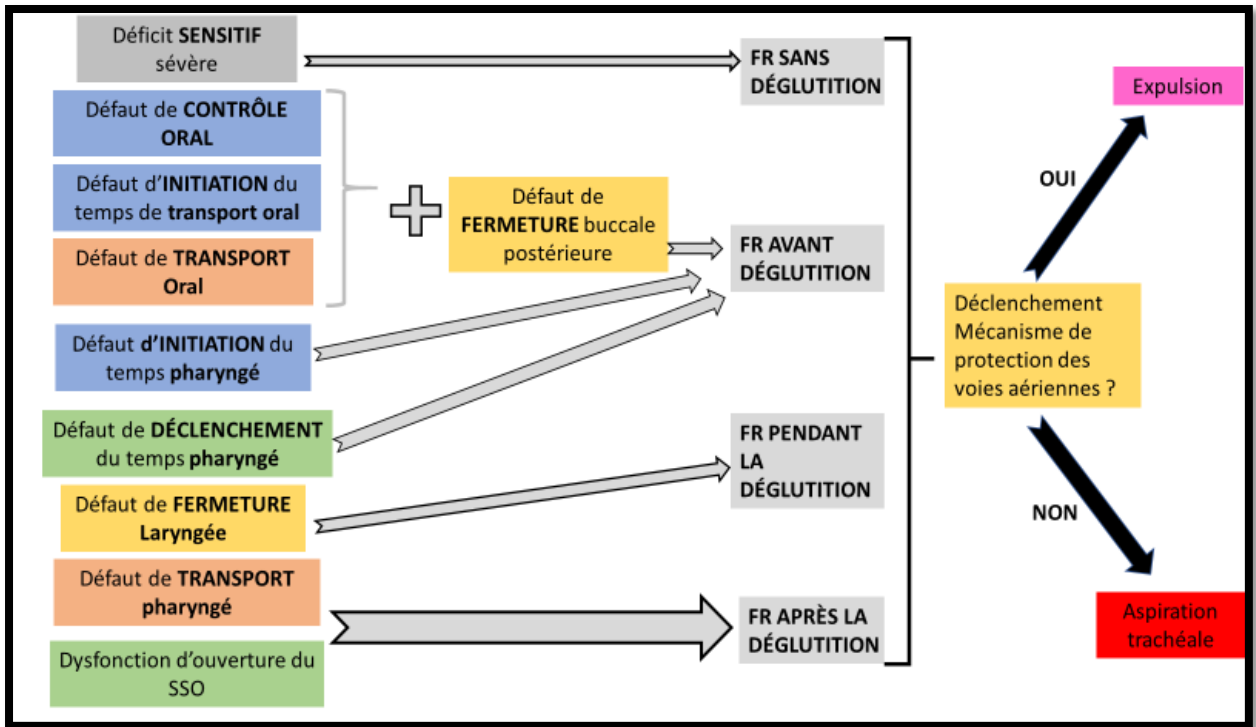 Déficit SENSITIF
sévère
Défaut de CONTRÔLE
ORAL
Défaut d'INITIATION du
temps de transport oral
Défaut de TRANSPORT
Oral
Défaut d'INITIATION du
temps pharyngé
Défaut de DÉCLENCHEMENT
du temps pharyngé
Défaut de FERMETURE
Laryngée
Défaut de TRANSPORT
pharyngé
Dysfonction d'ouverture du
SSO
Défaut de
FERMETURE buccale
postérieure
FR SANS
DÉGLUTITION
FR AVANT
DÉGLUTITION
FR PENDANT
LA
DÉGLUTITION
FR APRÈS LA
DÉGLUTITION
Déclenchement
Mécanisme de
protection des
voies aériennes ?
OUI
Expulsion
NON
Aspiration
trachéale